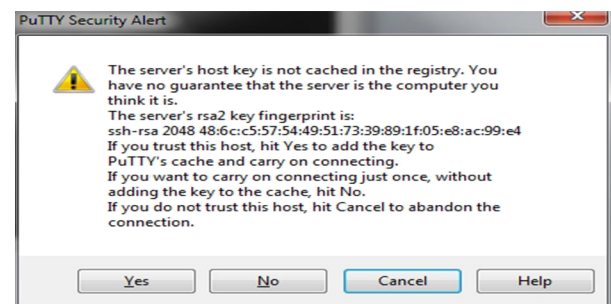 PuTTY Security Alert
The server's host key is not cached in the registry. You
have no guarantee that the server is the computer you
think it is.
The server's rsa2 key fingerprint is:
ssh-rsa 2048 48:6c:c5:57:54:49:51:73:39:89:1f:05:e8:ac:99:e4
If you trust this host, hit Yes to add the key to
PuTTY's cache and carry on connecting.
If you want to carry on connecting just once, without
adding the key to the cache, hit No.
If you do not trust this host, hit Cancel to abandon the
connection.
Yes No Cancel Help